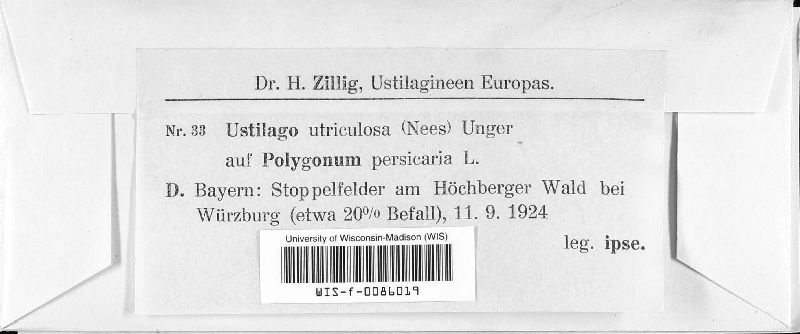 Dr. H. Zillig, Ustilagineen Europas.
Nr. 33 Ustilago utriculosa (Nees) Unger
auf Polygonum persicaria L.
D. Bayern: Stoppelfelder am Höchberger Wald bei
Würzburg (etwa 20% Befall), 11. 9. 1924
leg. ipse.
University of Wisconsin-Madison (WIS)
WIS-f-0086019